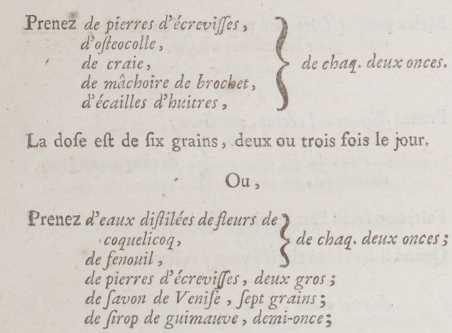 Prenez de pierres d'écrevisses,
d'osteocolle,
de craie,
de mâchoire de brochet,
d'écailles d'huitres,
de chaq. deux onces.
La dose est de six grains, deux ou trois fois le jour.
Ou,
Prenez d'eaux distilées de fleurs de
coquelicoq,
de fenouil,
de chaq. deux onces;
de pierres d'écrevisses, deux gros;
de savon de Venise, sept grains;
de sirop de guimauve, demi-once;